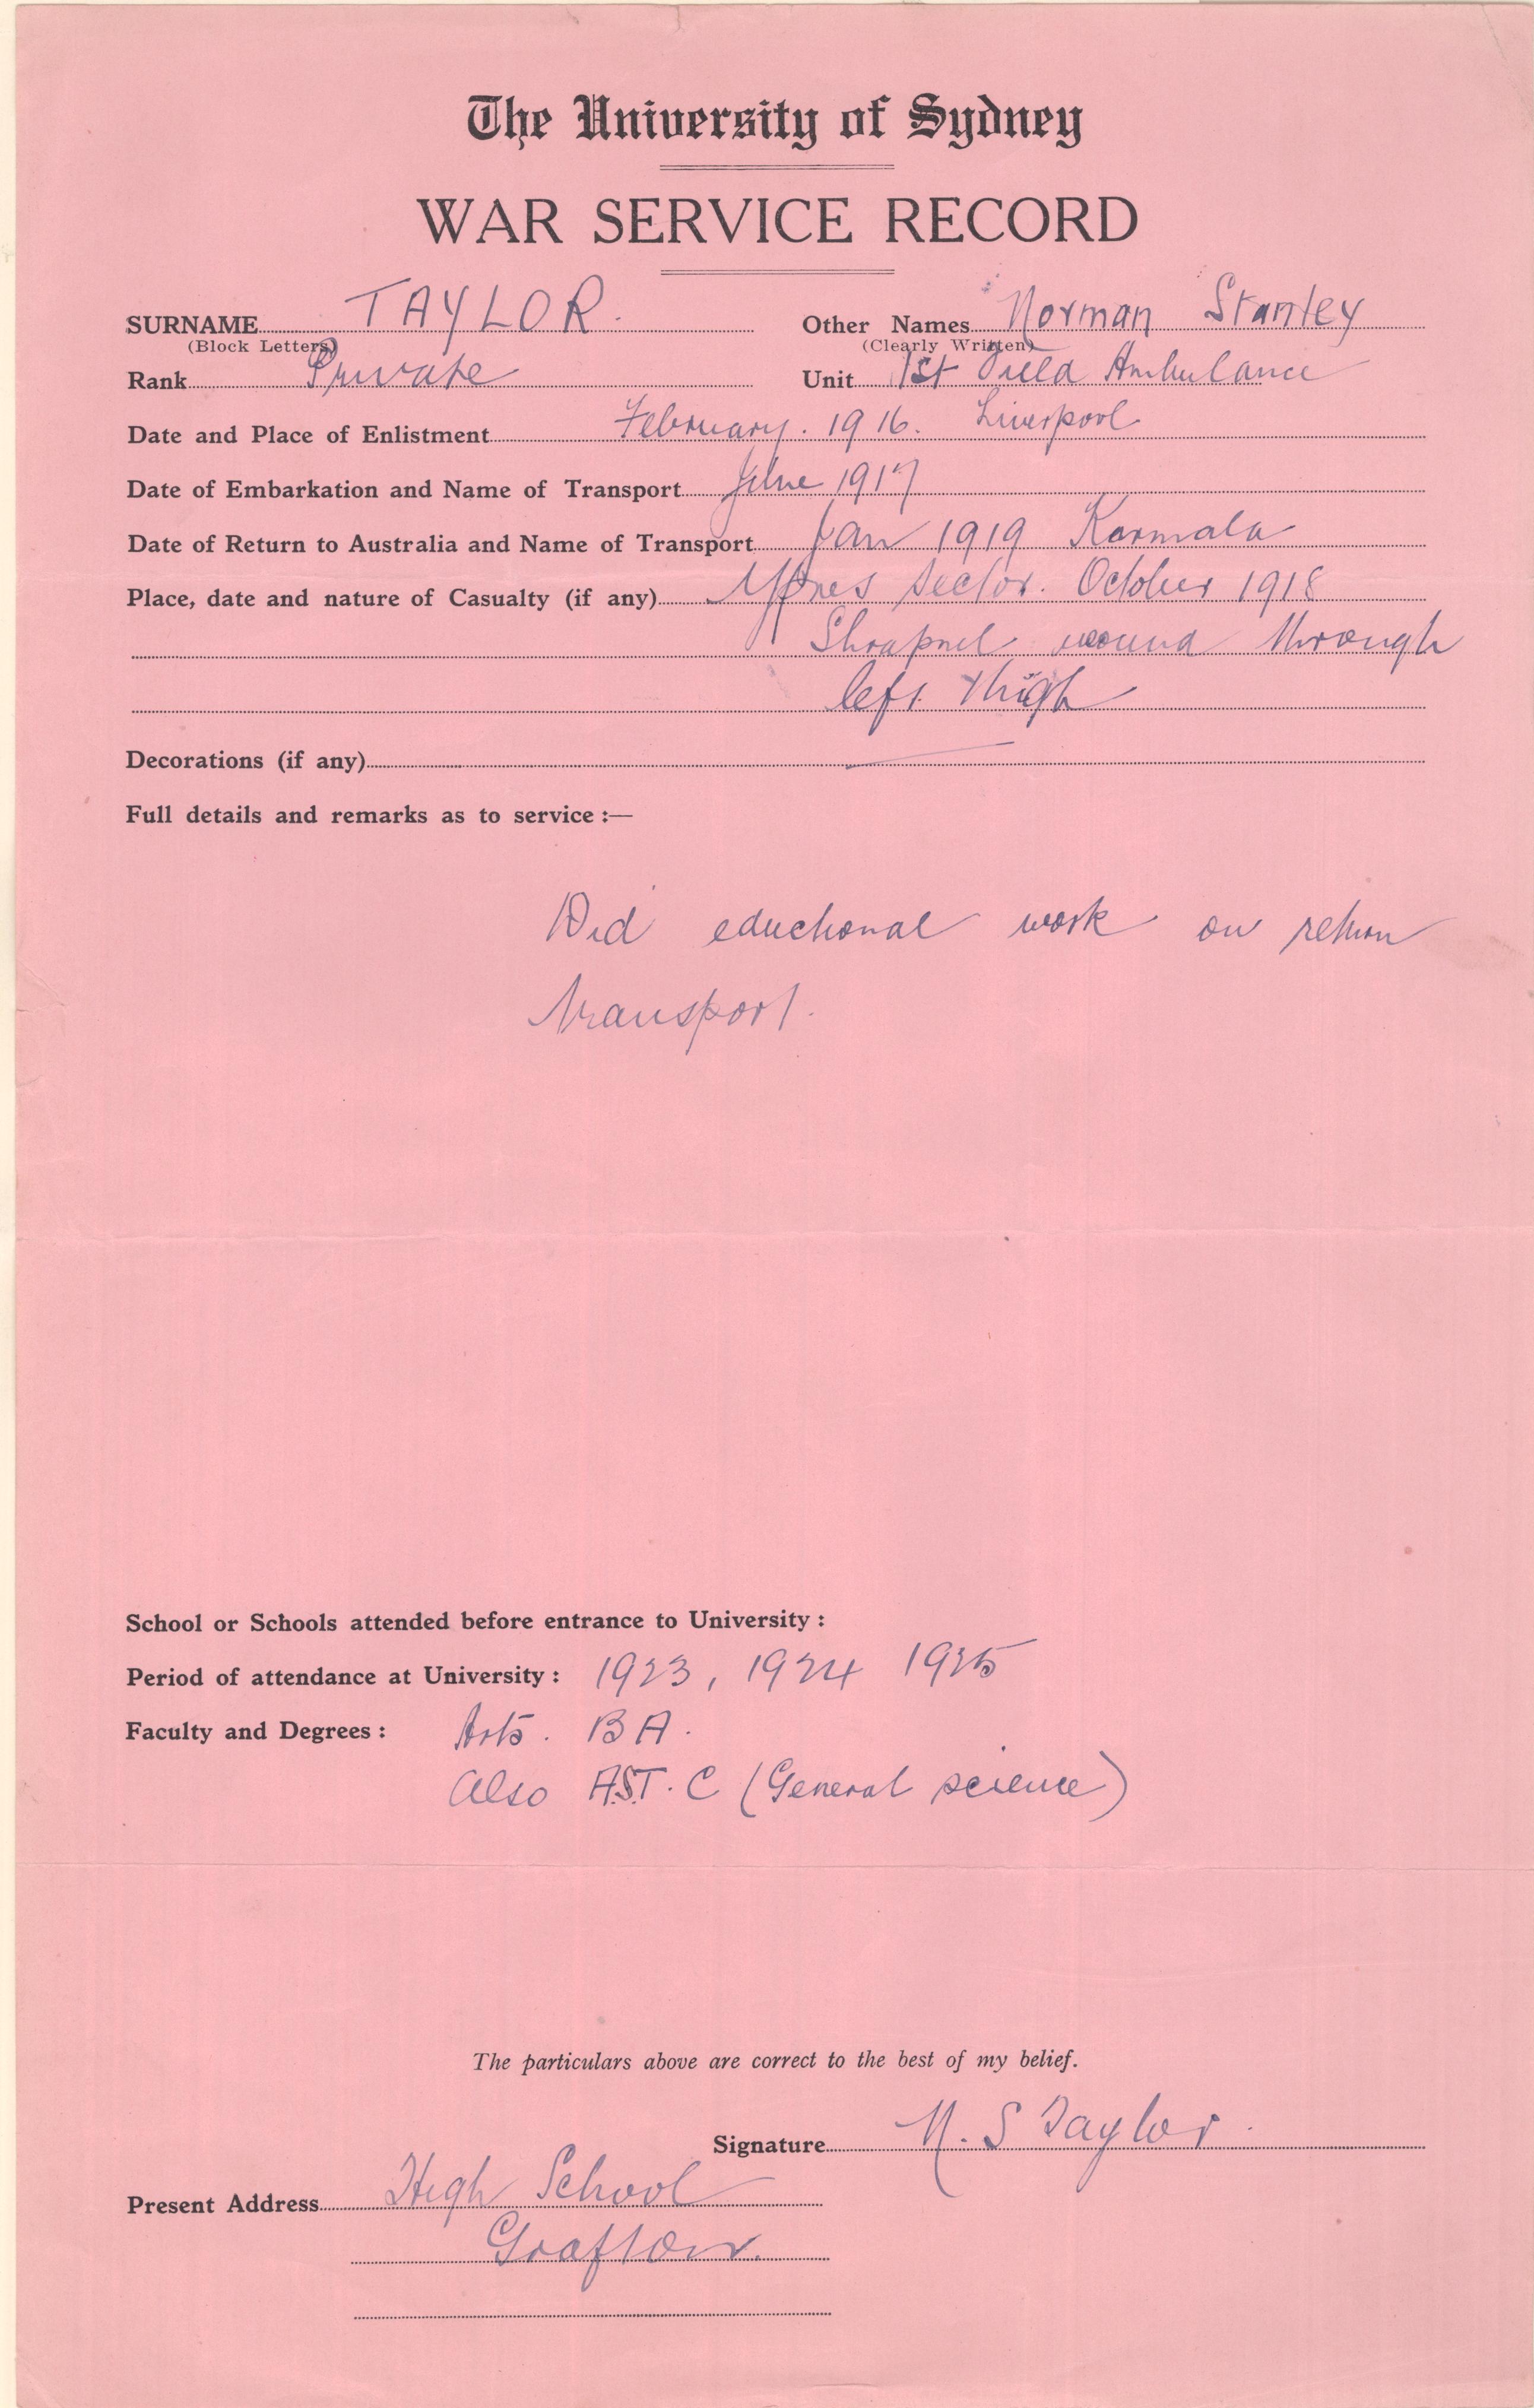 The University of Sydney
WAR SERVICE RECORD
SURNAME TAYLOR. Other Names Norman Stanley
(Block Letters) (Clearly Written)
Rank Private Unit 1st Field Ambulance
Date and Place of Enlistment February. 1916. Liverpool
Date of Embarkation and Name of Transport June 1917
Date of Return to Australia and Name of Transport Jan 1919 Karmala
Place, date and nature of Casualty (if any) Ypres sector. October 1918
Shrapnel wound through
left thigh
Decorations (if any) —
Full details and remarks as to service :—
Did eductional work on return
transport.
School or Schools attended before entrance to University :
Period of attendance at University : 1923, 1924 1925
Faculty and Degrees : Arts. BA.
Also A.S.T.C (General science)
The particulars above are correct to the best of my belief.
Signature N. S Taylor.
Present Address High School
Grafton.